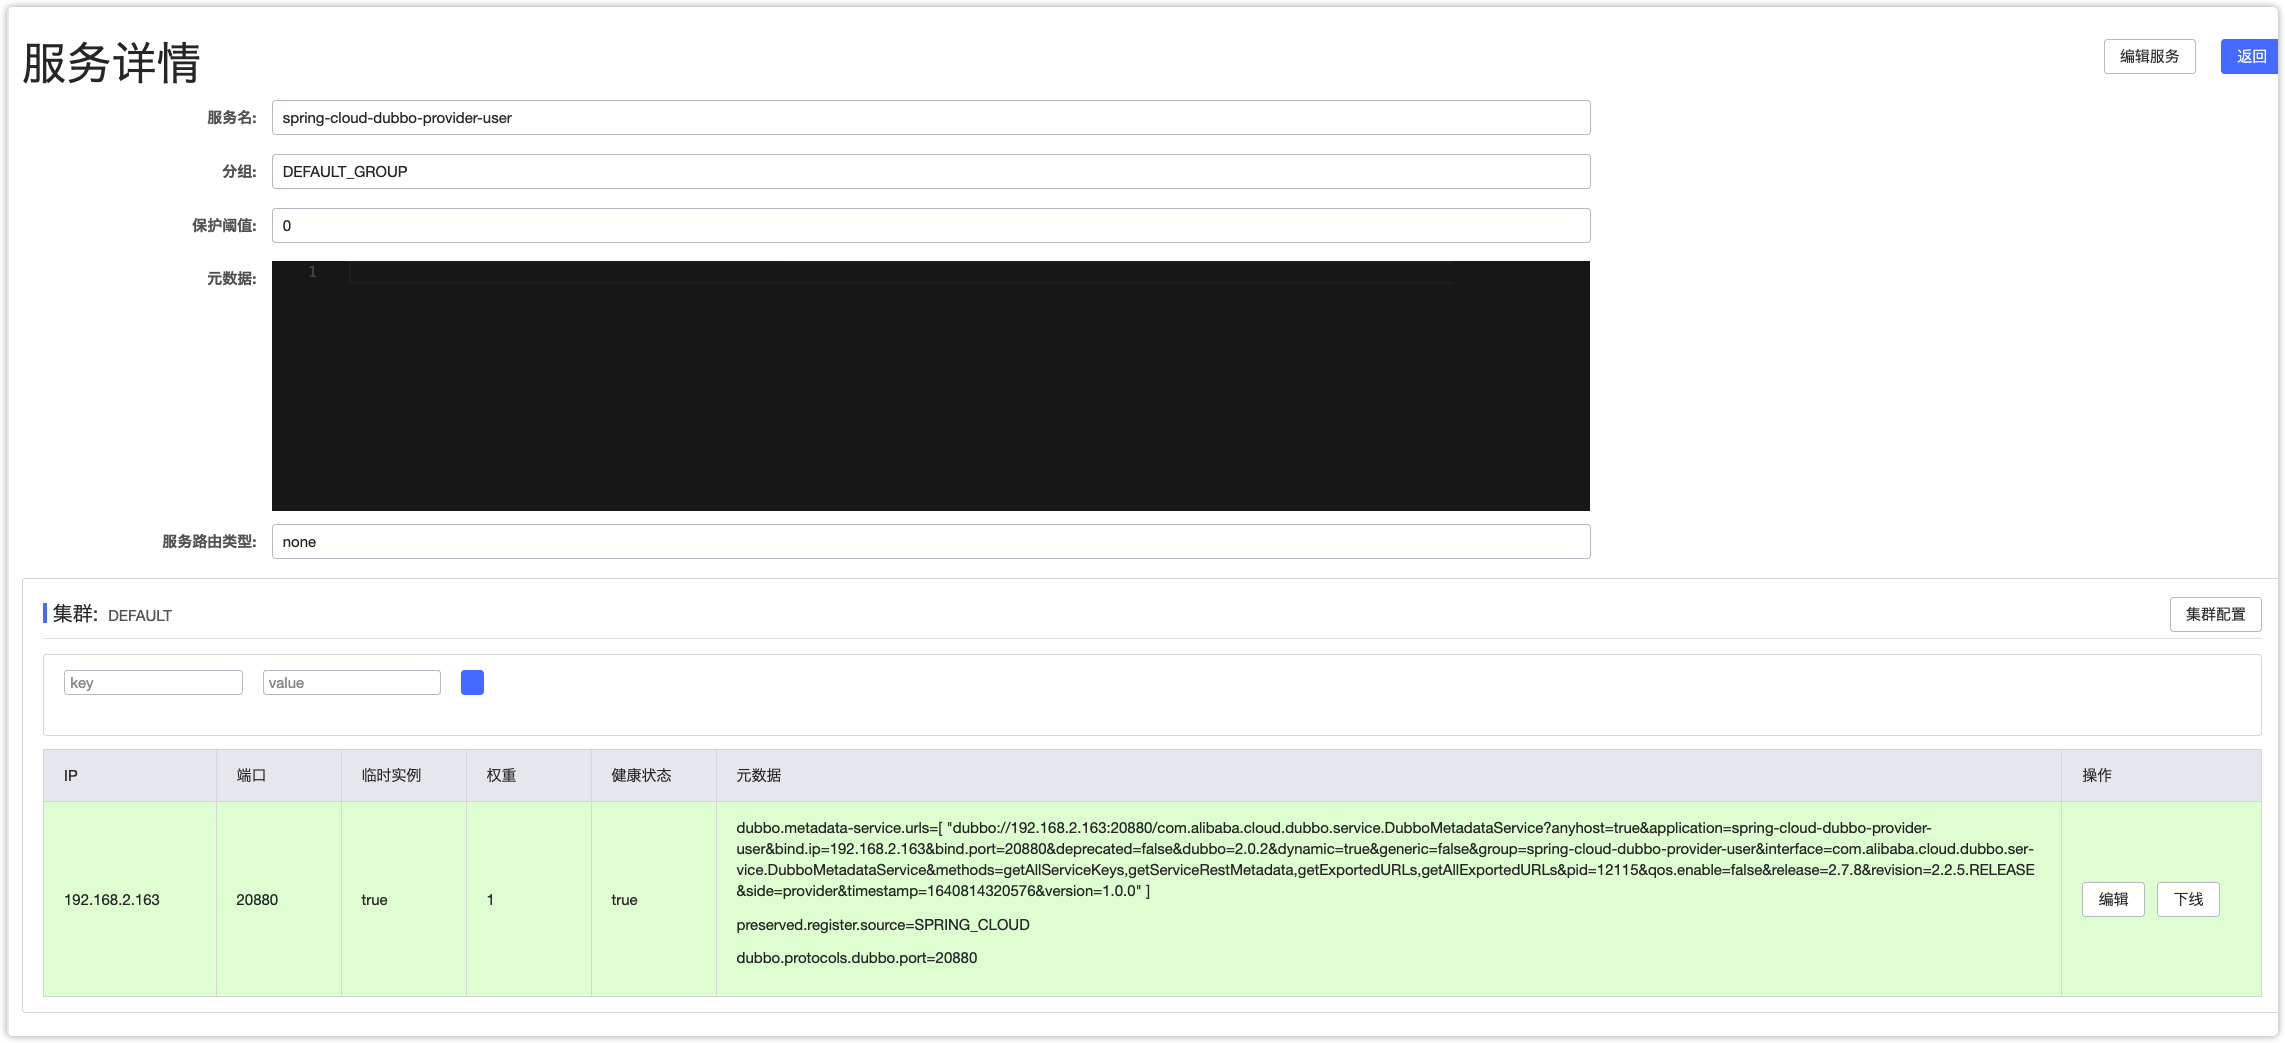 服务详情
编辑服务
返回
服务名: spring-cloud-dubbo-provider-user
分组: DEFAULT_GROUP
保护阈值: 0
元数据: 1
服务路由类型: none
集群: DEFAULT
集群配置
key value
IP 端口 临时实例 权重 健康状态 元数据 操作
dubbo.metadata-service.urls=[ "dubbo://192.168.2.163:20880/com.alibaba.cloud.dubbo.service.DubboMetadataService?anyhost=true&application=spring-cloud-dubbo-provider-
user&bind.ip=192.168.2.163&bind.port=20880&deprecated=false&dubbo=2.0.2&dynamic=true&generic=false&group=spring-cloud-dubbo-provider-user&interface=com.alibaba.cloud.dubbo.ser-
vice.DubboMetadataService&methods=getAllServiceKeys,getServiceRestMetadata,getExportedURLs,getAllExportedURLs&pid=12115&qos.enable=false&release=2.7.8&revision=2.2.5.RELEASE
&side=provider&timestamp=1640814320576&version=1.0.0" ]
192.168.2.163 20880 true 1 true
preserved.register.source=SPRING_CLOUD
dubbo.protocols.dubbo.port=20880
编辑 下线